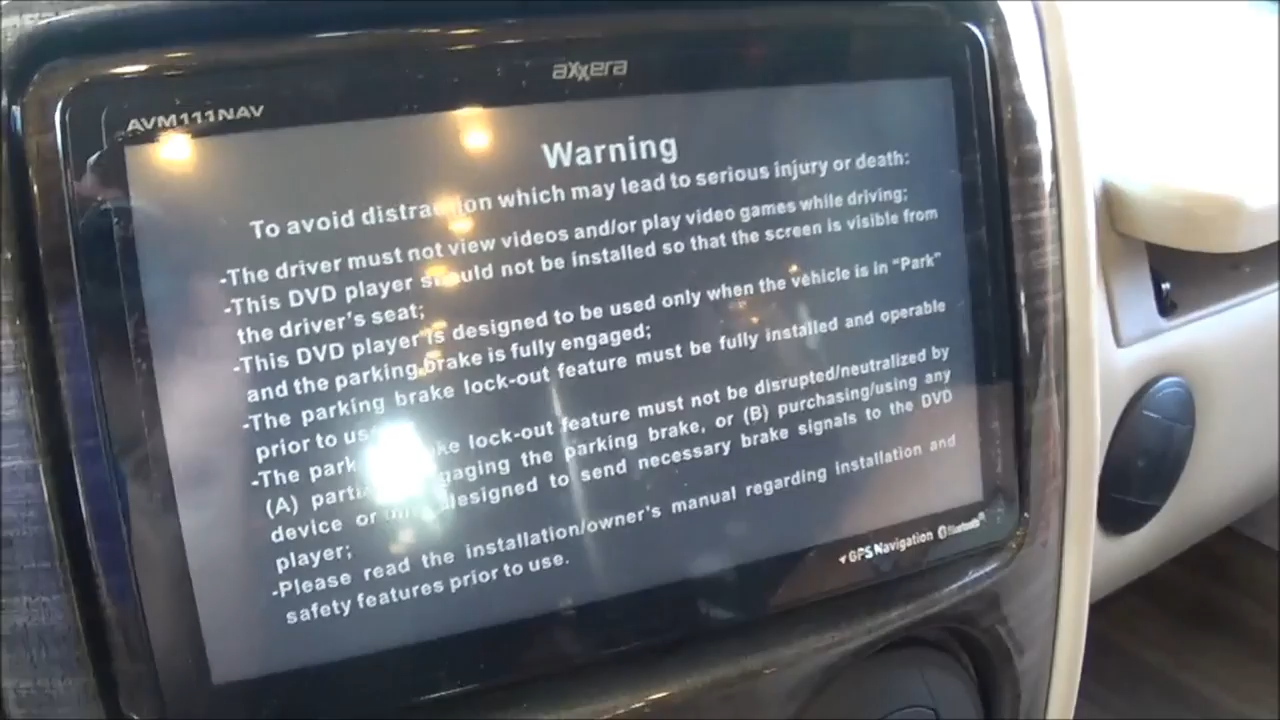 axxera
AVM111NAV
Warning
To avoid distraction which may lead to serious injury or death:
-The driver must not view videos and/or play video games while driving;
-This DVD player should not be installed so that the screen is visible from
the driver's seat;
-This DVD player is designed to be used only when the vehicle is in "Park"
and the parking brake is fully engaged;
-The parking brake lock-out feature must be fully installed and operable
prior to use
-The park ke lock-out feature must not be disrupted/neutralized by
(A) part gaging the parking brake, or (B) purchasing/using any
device or designed to send necessary brake signals to the DVD
player;
-Please read the installation/owner's manual regarding installation and
safety features prior to use.
GPS Navigation Bluetooth